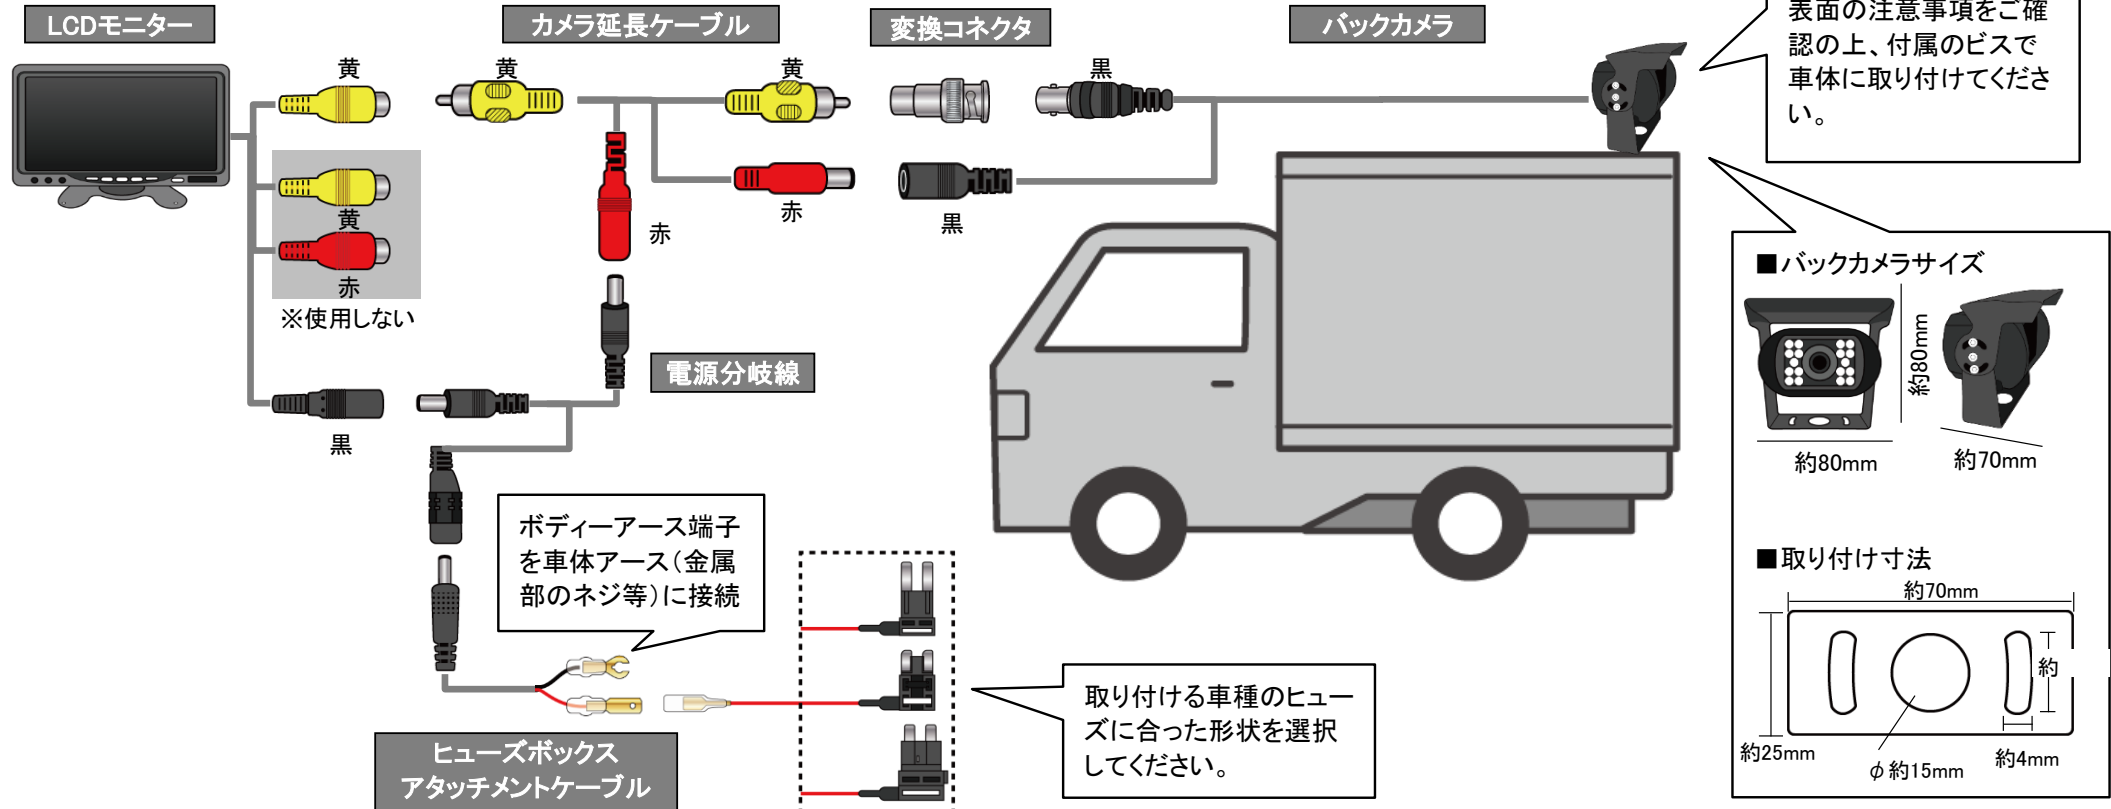 LCDモニター
カメラ延長ケーブル
変換コネクタ
バックカメラ
表面の注意事項をご確
認の上、付属のビスで
車体に取り付けてくださ
い。
黄
黄
黄
黒
黄
赤
※使用しない
赤
赤
黒
電源分岐線
黒
ボディーアース端子
を車体アース(金属
部のネジ等)に接続
取り付ける車種のヒュー
ズに合った形状を選択
してください。
ヒューズボックス
アタッチメントケーブル
■バックカメラサイズ
約80mm
約80mm
約70mm
■取り付け寸法
約70mm
約
約25mm
φ約15mm
約4mm